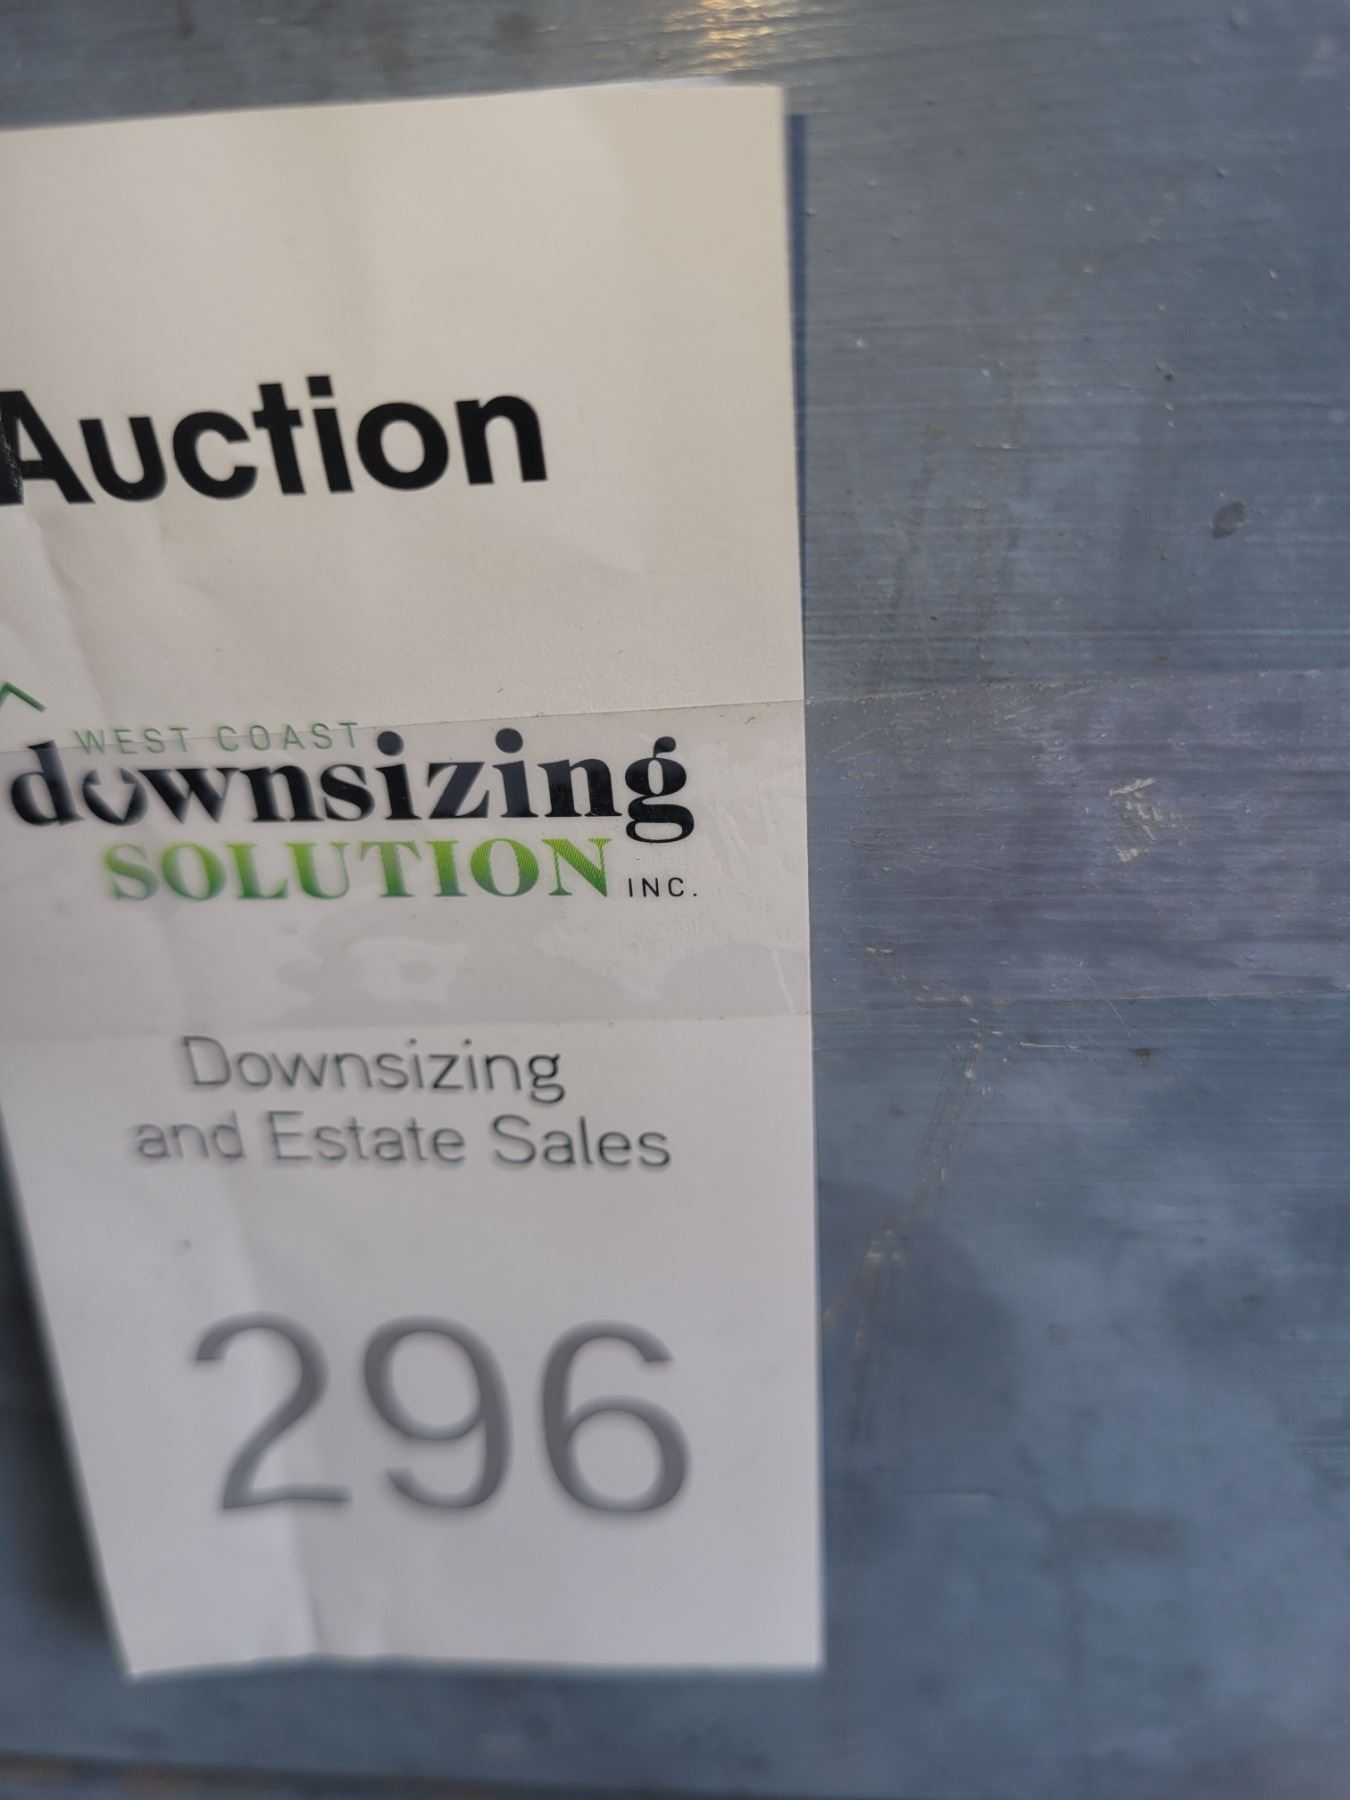 Auction
WEST COAST
downsizing
SOLUTION INC.
Downsizing
and Estate Sales
296